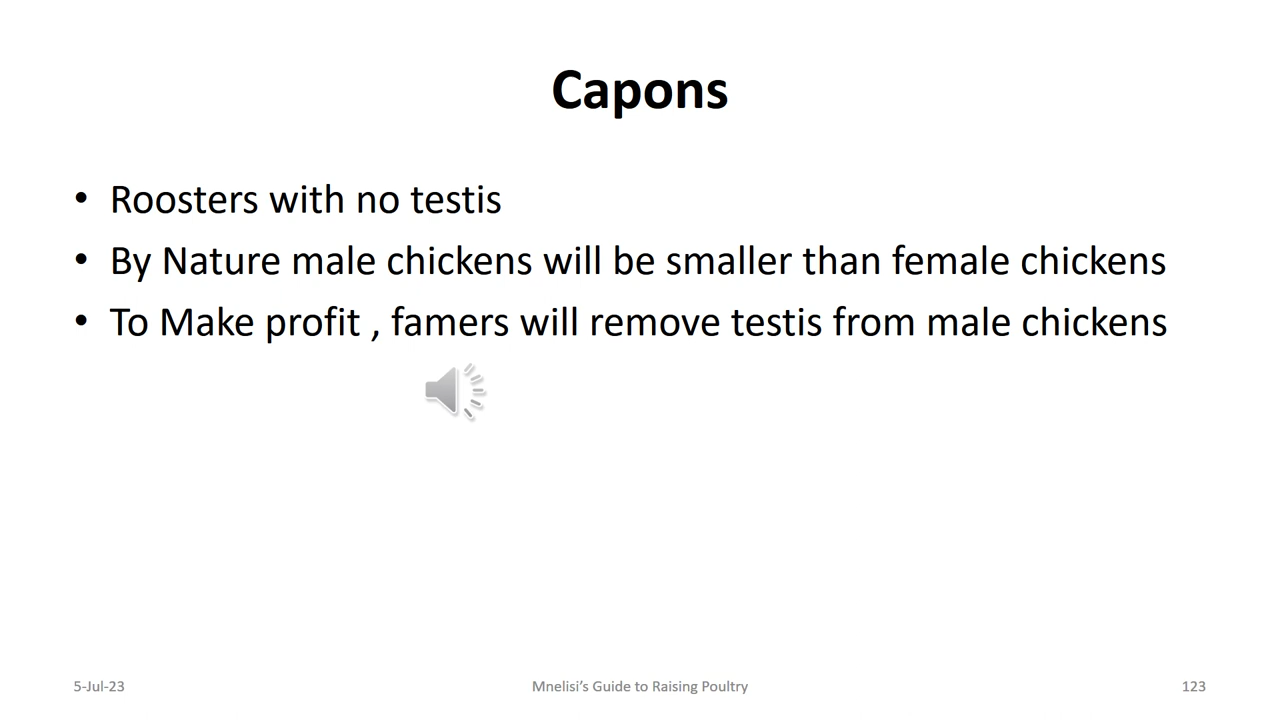 Capons
• Roosters with no testis
• By Nature male chickens will be smaller than female chickens
• To Make profit , famers will remove testis from male chickens
5-Jul-23
Mnelisi’s Guide to Raising Poultry
123